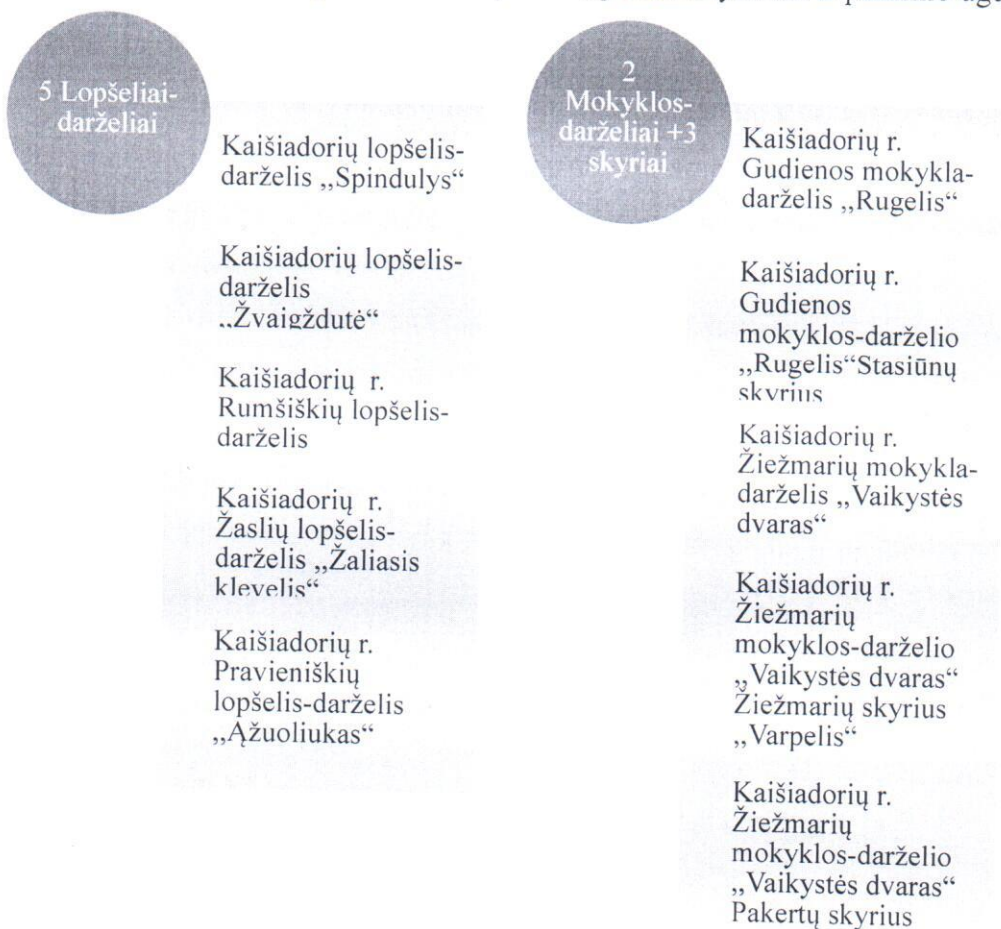 5 Lopšeliai-
darželiai
Kaišiadorių lopšelis-
darželis „Spindulys“
Kaišiadorių lopšelis-
darželis
„Žvaigždutė“
Kaišiadorių r.
Rumšiškių lopšelis-
darželis
Kaišiadorių r.
Žaslių lopšelis-
darželis „Žaliasis
klevelis“
Kaišiadorių r.
Pravieniškių
lopšelis-darželis
„Ąžuoliukas“
2
Mokyklos-
darželiai +3
skyriai
Kaišiadorių r.
Gudienos mokykla-
darželis „Rugelis“
Kaišiadorių r.
Gudienos
mokyklos-darželio
„Rugelis“Stasiūnų
skyrius
Kaišiadorių r.
Žiežmarių mokykla-
darželis „Vaikystės
dvaras“
Kaišiadorių r.
Žiežmarių
mokyklos-darželio
„Vaikystės dvaras“
Žiežmarių skyrius
„Varpelis“
Kaišiadorių r.
Žiežmarių
mokyklos-darželio
„Vaikystės dvaras“
Pakertų skyrius